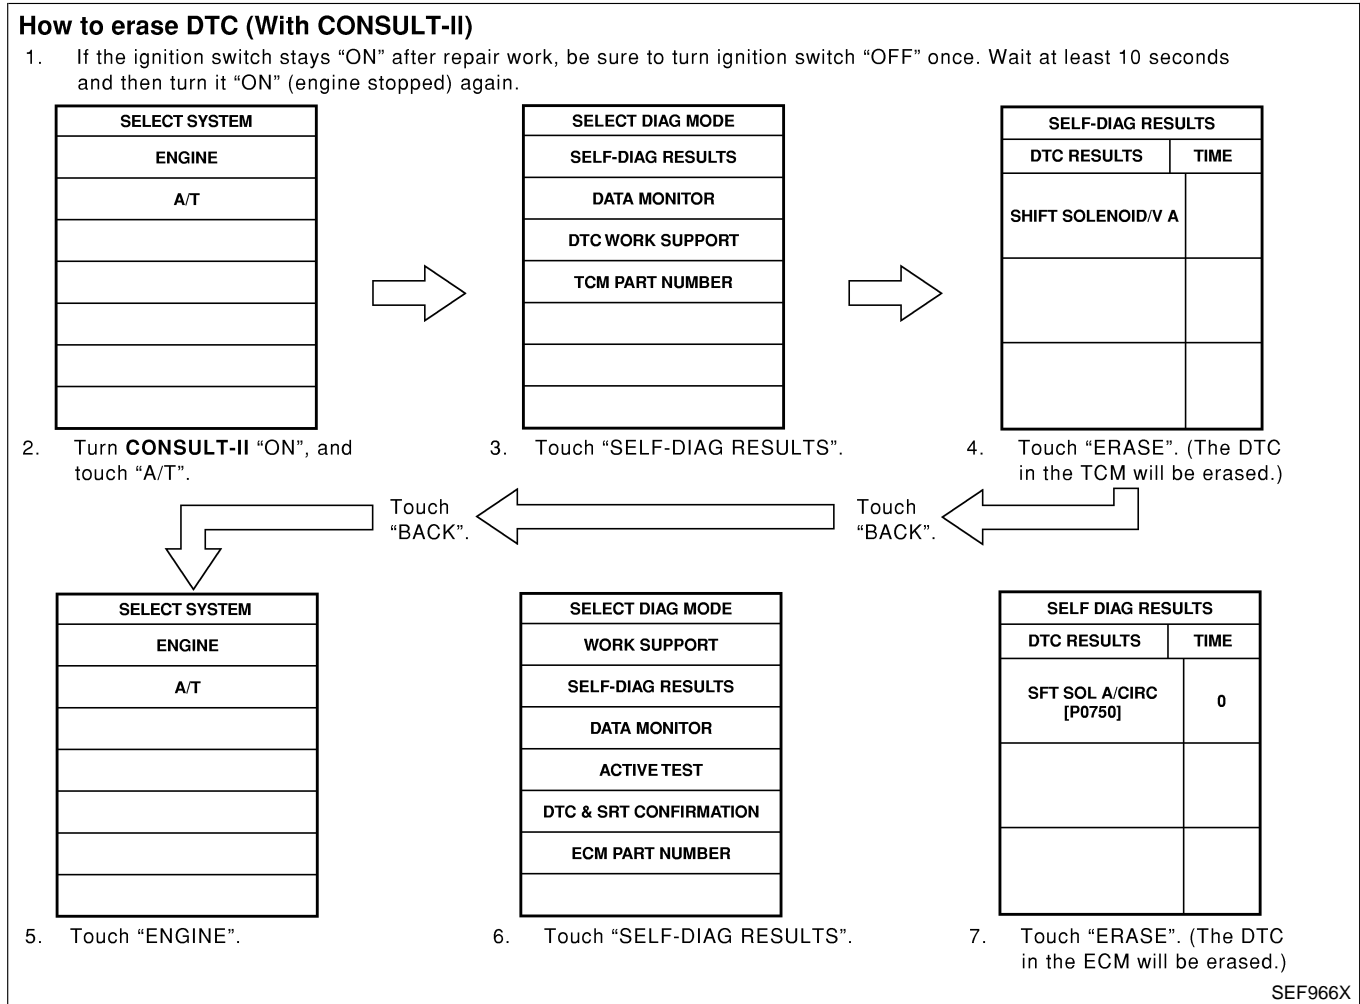 How to erase DTC (With CONSULT-II)
1. If the ignition switch stays “ON” after repair work, be sure to turn ignition switch “OFF” once. Wait at least 10 seconds
and then turn it “ON” (engine stopped) again.
SELECT SYSTEM
ENGINE
A/T
SELECT DIAG MODE
SELF-DIAG RESULTS
DATA MONITOR
DTC WORK SUPPORT
TCM PART NUMBER
SELF-DIAG RESULTS
DTC RESULTS TIME
SHIFT SOLENOID/V A
2. Turn CONSULT-II “ON”, and
touch “A/T”.
3. Touch “SELF-DIAG RESULTS”.
4. Touch “ERASE”. (The DTC
in the TCM will be erased.)
Touch
“BACK”.
Touch
“BACK”.
SELECT SYSTEM
ENGINE
A/T
SELECT DIAG MODE
WORK SUPPORT
SELF-DIAG RESULTS
DATA MONITOR
ACTIVE TEST
DTC & SRT CONFIRMATION
ECM PART NUMBER
SELF DIAG RESULTS
DTC RESULTS TIME
SFT SOL A/CIRC
[P0750] 0
5. Touch “ENGINE”.
6. Touch “SELF-DIAG RESULTS”.
7. Touch “ERASE”. (The DTC
in the ECM will be erased.)
SEF966X